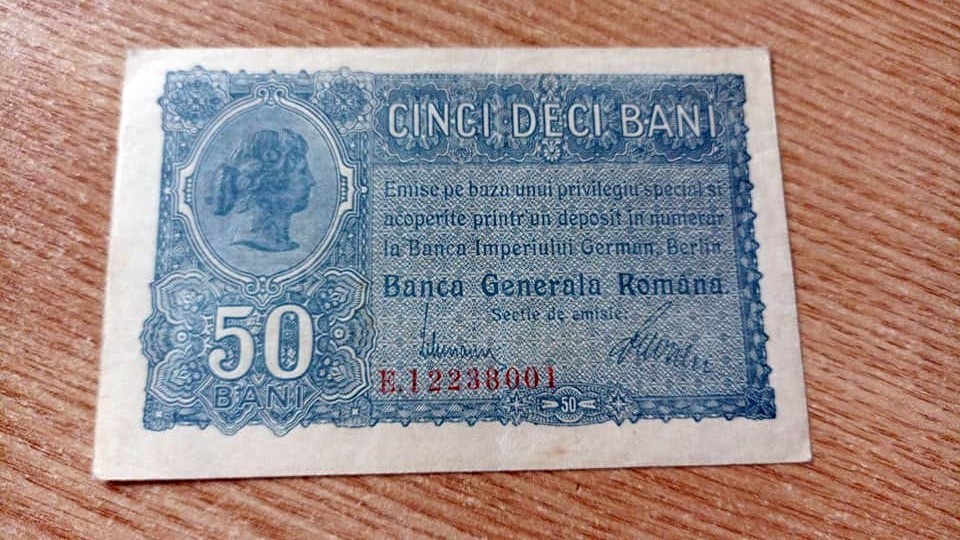 CINCI DECI BANI
Emise pe baza unui privilegiu special si
acoperite printr'un deposit in numerar
la Banca Imperiului German, Berlin
Banca Generala Româna
Sectie de emisie:
E.12238001
50
BANI
50